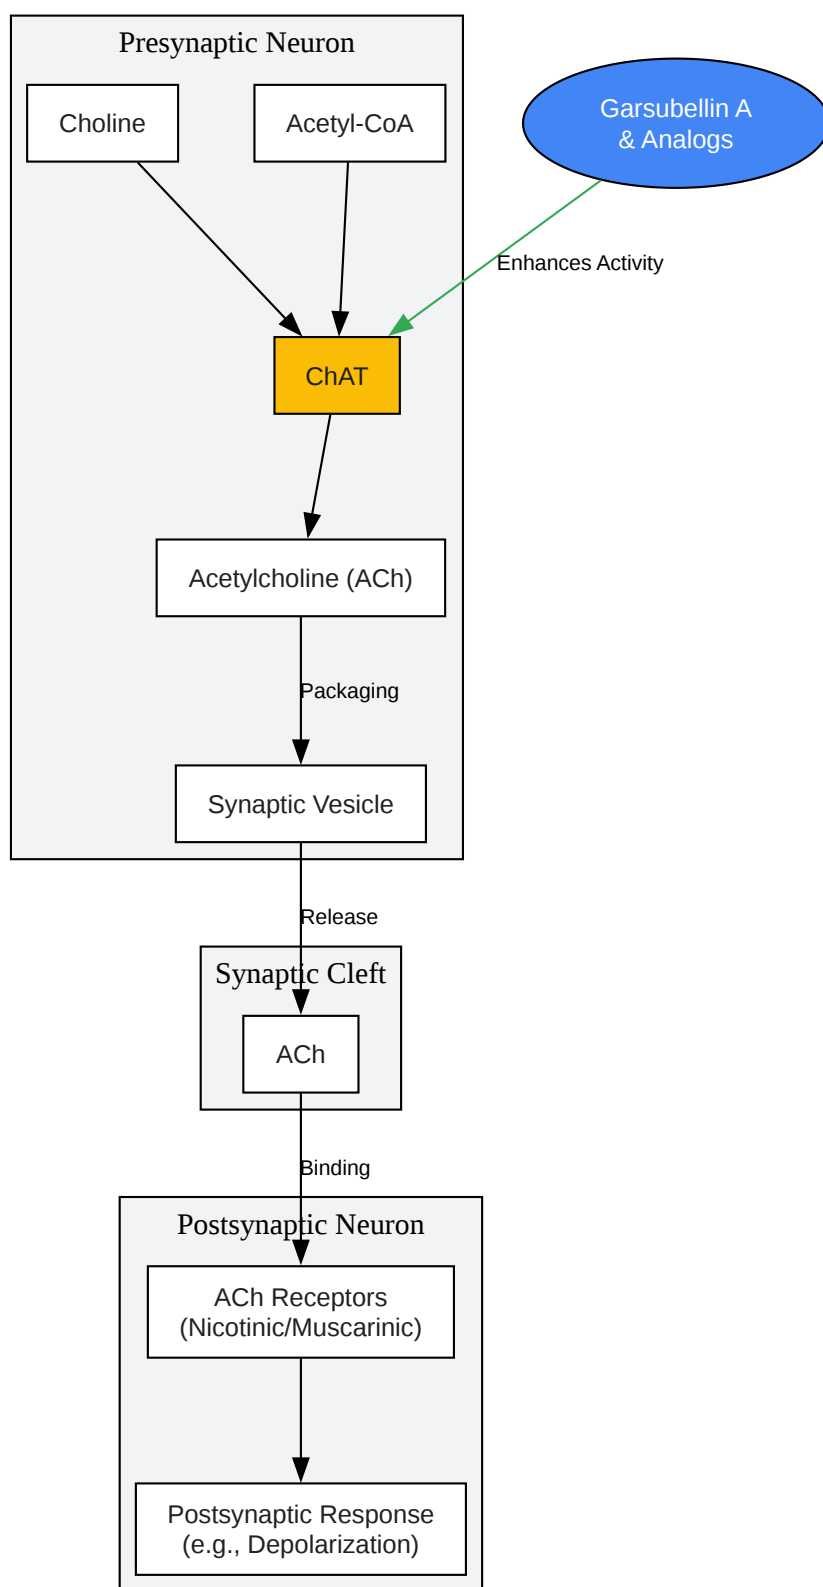 Presynaptic Neuron
Choline
Acetyl-CoA
Garsubellin A
& Analogs
Enhances Activity
ChAT
Acetylcholine (ACh)
Packaging
Synaptic Vesicle
Release
Synaptic Cleft
ACh
Binding
Postsynaptic Neuron
ACh Receptors
(Nicotinic/Muscarinic)
Postsynaptic Response
(e.g., Depolarization)